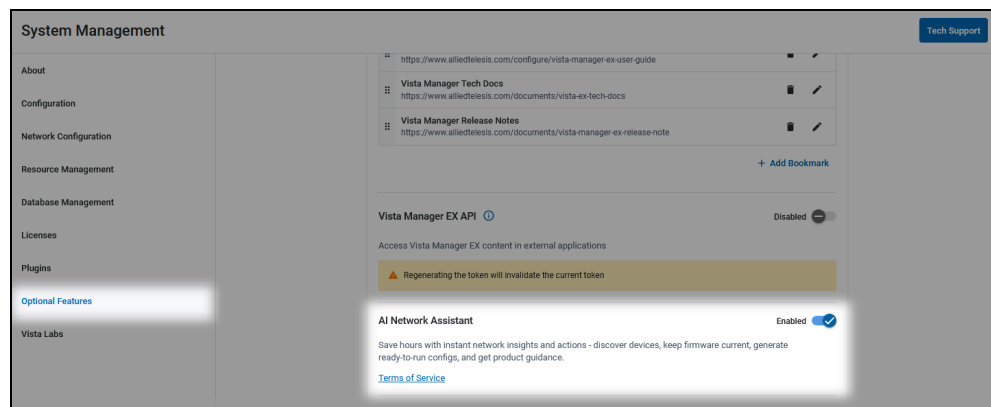 System Management
Tech Support
About
Configuration
Network Configuration
Resource Management
Database Management
Licenses
Plugins
Optional Features
Vista Labs
https://www.alliedtelesis.com/configure/vista-manager-ex-user-guide
Vista Manager Tech Docs
https://www.alliedtelesis.com/documents/vista-ex-tech-docs
Vista Manager Release Notes
https://www.alliedtelesis.com/documents/vista-manager-ex-release-note
+ Add Bookmark
Vista Manager EX API
Disabled
Access Vista Manager EX content in external applications
Regenerating the token will invalidate the current token
AI Network Assistant
Enabled
Save hours with instant network insights and actions - discover devices, keep firmware current, generate
ready-to-run configs, and get product guidance.
Terms of Service